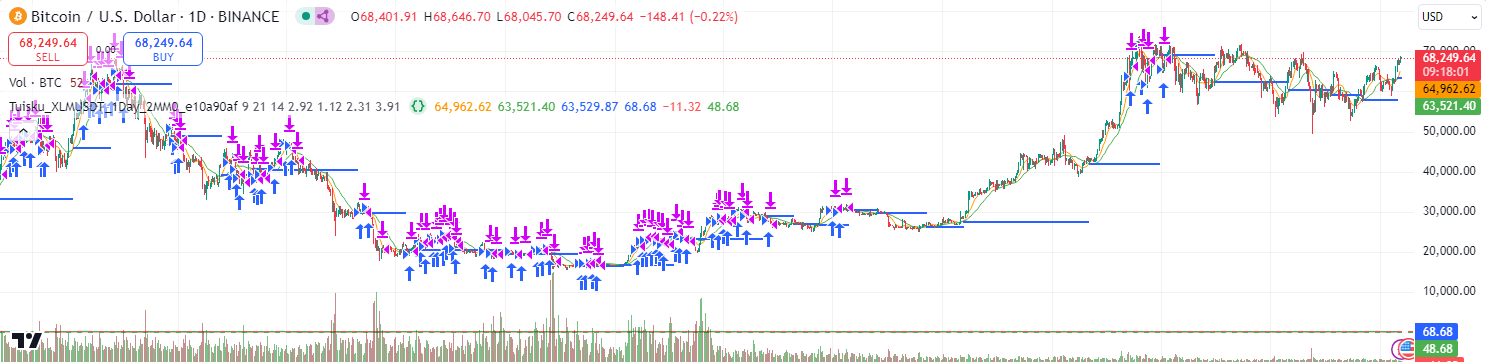 Bitcoin / U.S. Dollar · 1D · BINANCE O68,401.91 H68,646.70 L68,045.70 C68,249.64 −148.41 (−0.22%)
USD
68,249.64
SELL
0.00
68,249.64
BUY
Vol · BTC 52
Tuisku_XLMUSDT_1Day_2MM0_e10a90af 9 21 14 2.92 1.12 2.31 3.91 {} 64,962.62 63,521.40 63,529.87 68.68 −11.32 48.68
70,000.00
68,249.64
09:18:01
64,962.62
63,521.40
50,000.00
40,000.00
30,000.00
20,000.00
10,000.00
68.68
48.68